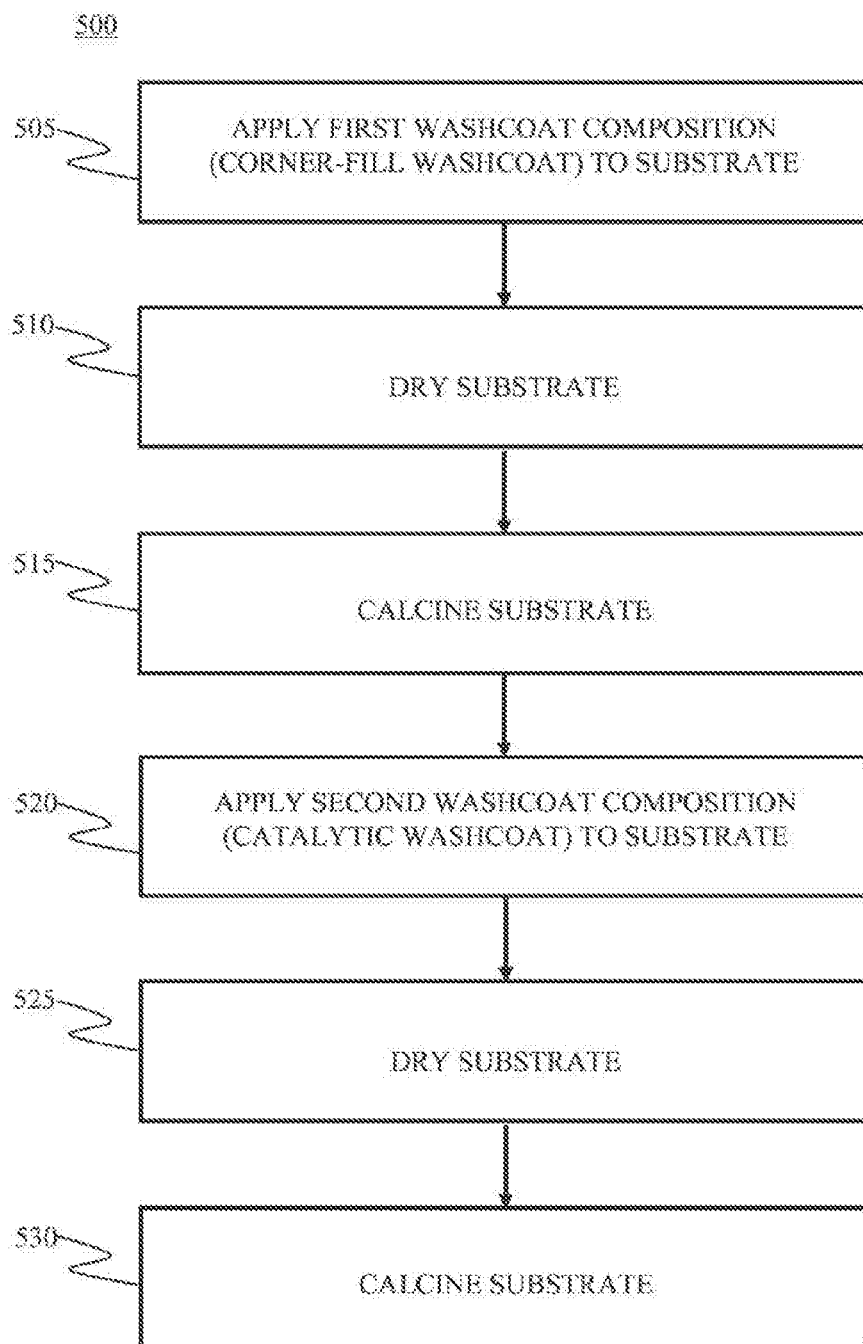 500
505
APPLY FIRST WASHCOAT COMPOSITION
(CORNER-FILL WASHCOAT) TO SUBSTRATE
510
DRY SUBSTRATE
515
CALCINE SUBSTRATE
520
APPLY SECOND WASHCOAT COMPOSITION
(CATALYTIC WASHCOAT) TO SUBSTRATE
525
DRY SUBSTRATE
530
CALCINE SUBSTRATE